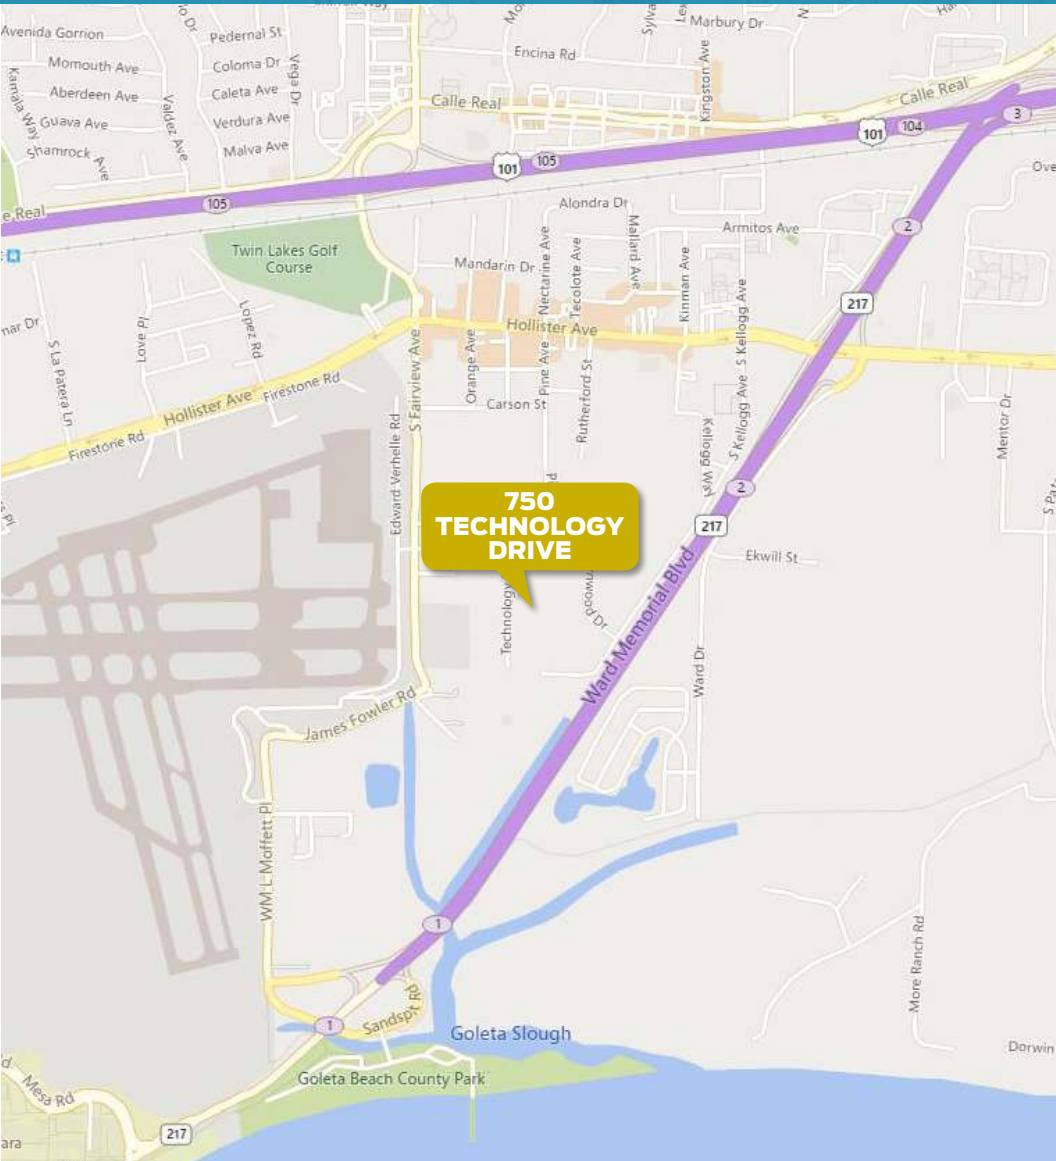 Marbury Dr
Avenida Gorrion
Pedernal St
Encina Rd
Momouth Ave
Coloma Dr
Vega Dr
Kingston Ave
Kamala Way
Aberdeen Ave
Caleta Ave
Calle Real
Calle Real
Guava Ave
Valdez Ave
Verdura Ave
Shamrock Ave
Malva Ave
101
104
3
101
105
105
Alondra Dr
2
Armitos Ave
Twin Lakes Golf
Course
Mallard Ave
Nectarine Ave
Tecolote Ave
Mandarin Dr
Kinman Ave
S Kellogg Ave
217
Love Pl
Lopez Rd
S La Patera Ln
Hollister Ave
S Fairview Ave
Orange Ave
Pine Ave
Rutherford St
Firestone Rd
Hollister Ave
Carson St
S Kellogg Ave
Mentor Dr
Firestone Rd
Edward Verhelle Rd
Kellogg Way
2
750
TECHNOLOGY
DRIVE
217
Ekwill St
Technology
Dr
Ward Memorial Blvd
Ward Dr
James Fowler Rd
WM L Moffett Pl
1
More Ranch Rd
Sandspit Rd
1
Goleta Slough
Dorwin
Goleta Beach County Park
Mesa Rd
217